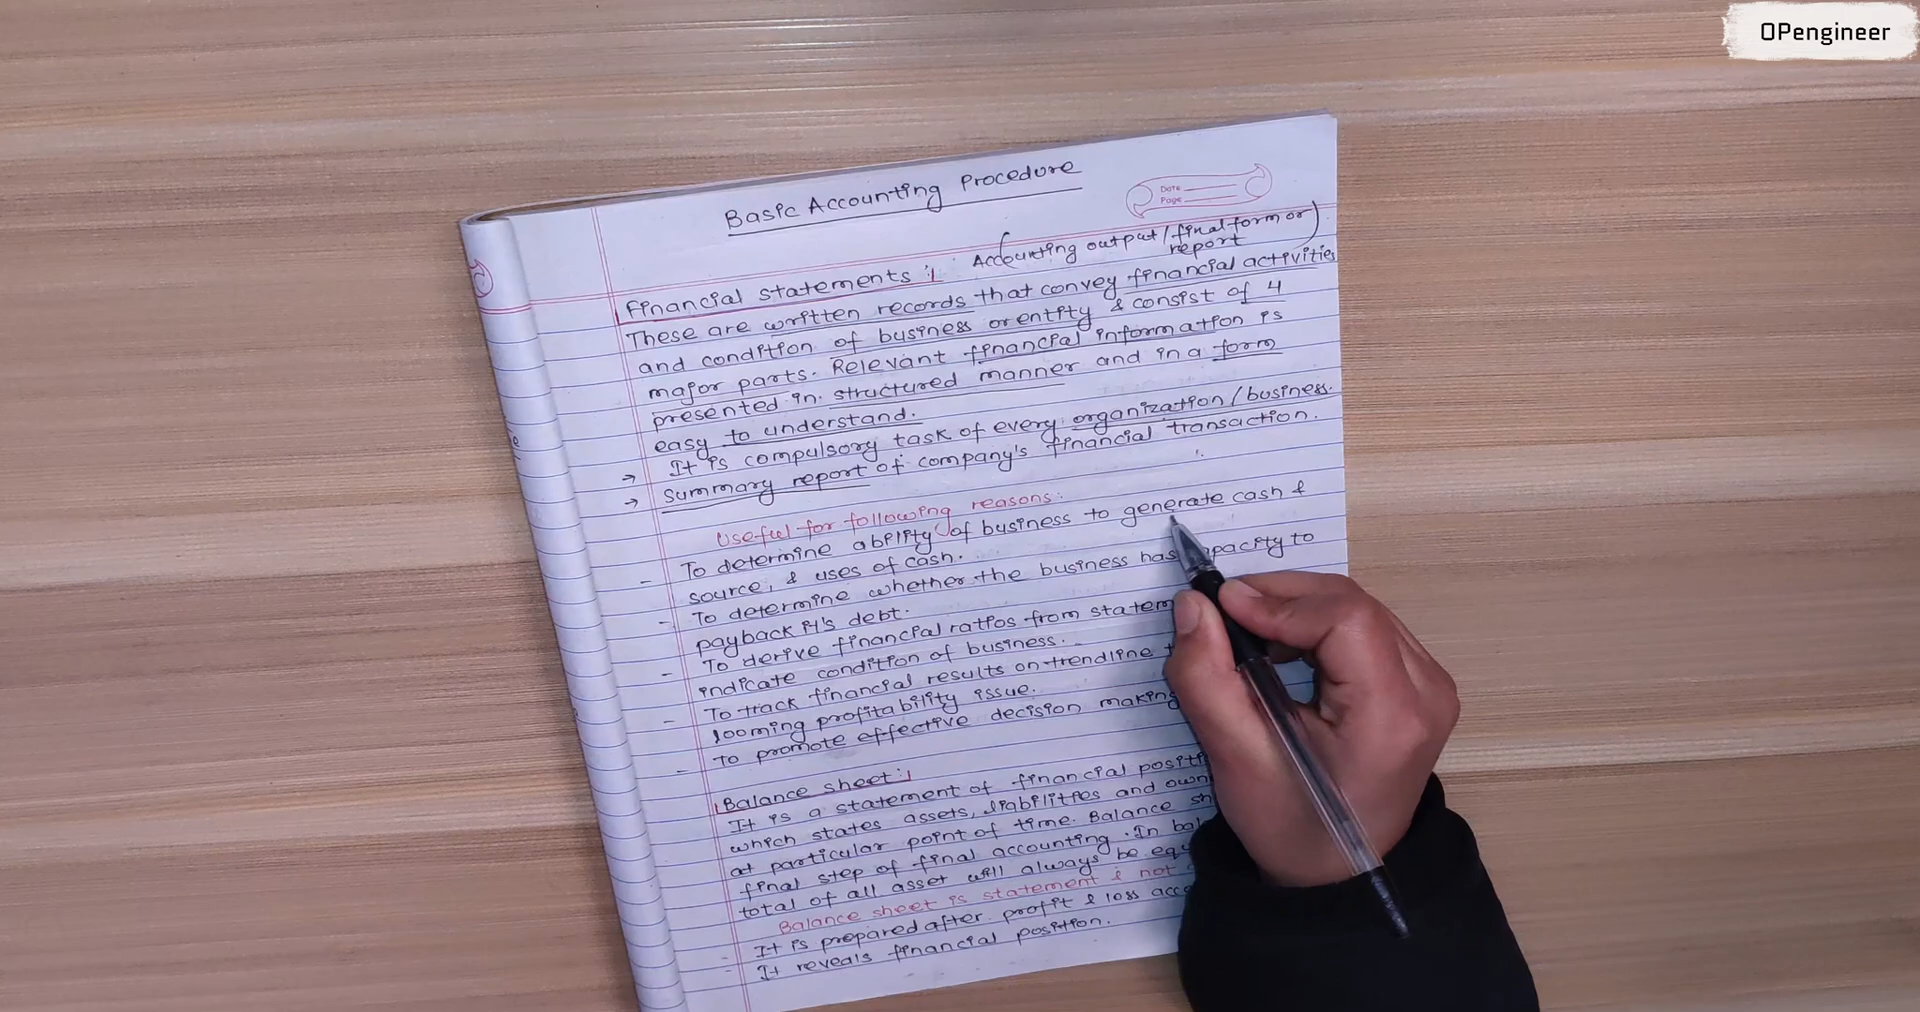 OPengineer
Basic Accounting Procedure
Date
Page
Financial statements : (Accounting output / final form or report)
These are written records that convey financial activities
and condition of business or entity & consist of 4
major parts. Relevant financial information is
presented in structured manner and in a form
easy to understand.
→ It is compulsory task of every organization / business.
→ Summary report of company's financial transaction.
Useful for following reasons:
- To determine ability of business to generate cash &
source, & uses of cash.
- To determine whether the business has capacity to
payback it's debt.
- To derive financial ratios from
indicate condition of business.
- To track financial results on trendline
looming profitability issue.
- To promote effective decision making
Balance sheet :
It is a statement of financial
which states assets, liabilities and
at particular point of time. Balance
final step of final accounting. In
total of all asset will always be
Balance sheet is statement & not
- It is prepared after profit & loss
- It reveals financial position.